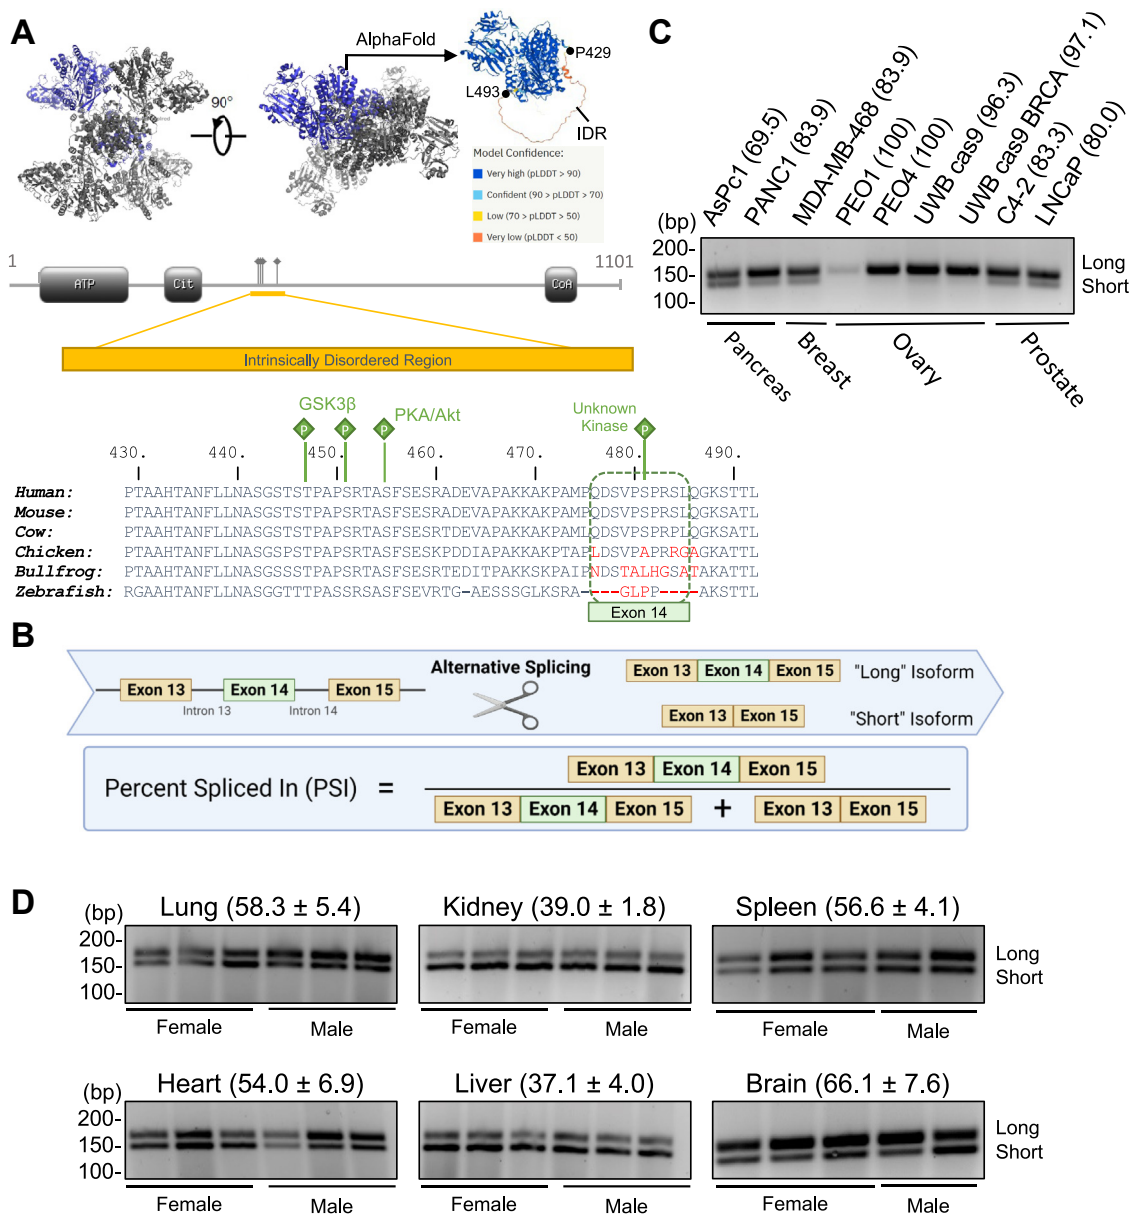 A
90°
AlphaFold
P429
L493
IDR
Model Confidence:
Very high (pLDDT > 90)
Confident (90 > pLDDT > 70)
Low (70 > pLDDT > 50)
Very low (pLDDT < 50)
1
1101
ATP
Cit
CoA
Intrinsically Disordered Region
GSK3β
PKA/Akt
Unknown
Kinase
P P P P
430. 440. 450. 460. 470. 480. 490.
Human: PTAAHTANFLLNASGSTSTPAPSRTASFSESRADEVAPAKKAKPAMPQDSVPSPRSLQGKSTTL
Mouse: PTAAHTANFLLNASGSTSTPAPSRTASFSESRADEVAPAKKAKPAMPQDSVPSPRSLQGKSATL
Cow: PTAAHTANFLLNASGSTSTPAPSRTASFSESRADEVAPAKKAKPAMLQDSVPSPRPLQGKSTTL
Chicken: PTAAHTANFLLNASGSPSTPAPSRTASFSESKPDDIAPAKKAKPTAPLDSVPAPRRGAGKATTL
Bullfrog: PTAAHTANFLLNASGSSSTPAPSRTASFSESRTEDITPAKKSKPAIPNDSTALHGSATAKATTL
Zebrafish: RGAAHTANFLLNASGTTTPASSRSASFSEVRTG-AESSSGLKSRA----GLPP----AKSTTL
Exon 14
B
Exon 13 Exon 14 Exon 15
Intron 13 Intron 14
Alternative Splicing
Exon 13 Exon 14 Exon 15 "Long" Isoform
Exon 13 Exon 15 "Short" Isoform
Percent Spliced In (PSI) =
Exon 13 Exon 14 Exon 15
Exon 13 Exon 14 Exon 15 + Exon 13 Exon 15
C
AsPc1 (69.5)
PANC1 (83.9)
MDA-MB-468 (83.9)
PEO1 (100)
PEO4 (100)
UWB cas9 (96.3)
UWB cas9 BRCA (97.1)
C4-2 (83.3)
LNCaP (80.0)
(bp)
200-
150-
100-
Long
Short
Pancreas
Breast
Ovary
Prostate
D
(bp)
200-
150-
100-
Lung (58.3 ± 5.4)
Kidney (39.0 ± 1.8)
Spleen (56.6 ± 4.1)
Long
Short
Female Male
Female Male
Female Male
(bp)
200-
150-
100-
Heart (54.0 ± 6.9)
Liver (37.1 ± 4.0)
Brain (66.1 ± 7.6)
Long
Short
Female Male
Female Male
Female Male